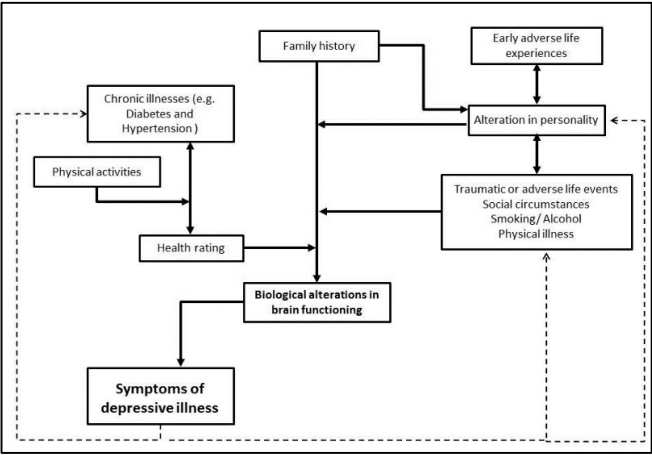 Family history
Early adverse life
experiences
Chronic illnesses (e.g.
Diabetes and
Hypertension )
Alteration in personality
Physical activities
Traumatic or adverse life events
Social circumstances
Smoking/ Alcohol
Physical illness
Health rating
Biological alterations in
brain functioning
Symptoms of
depressive illness